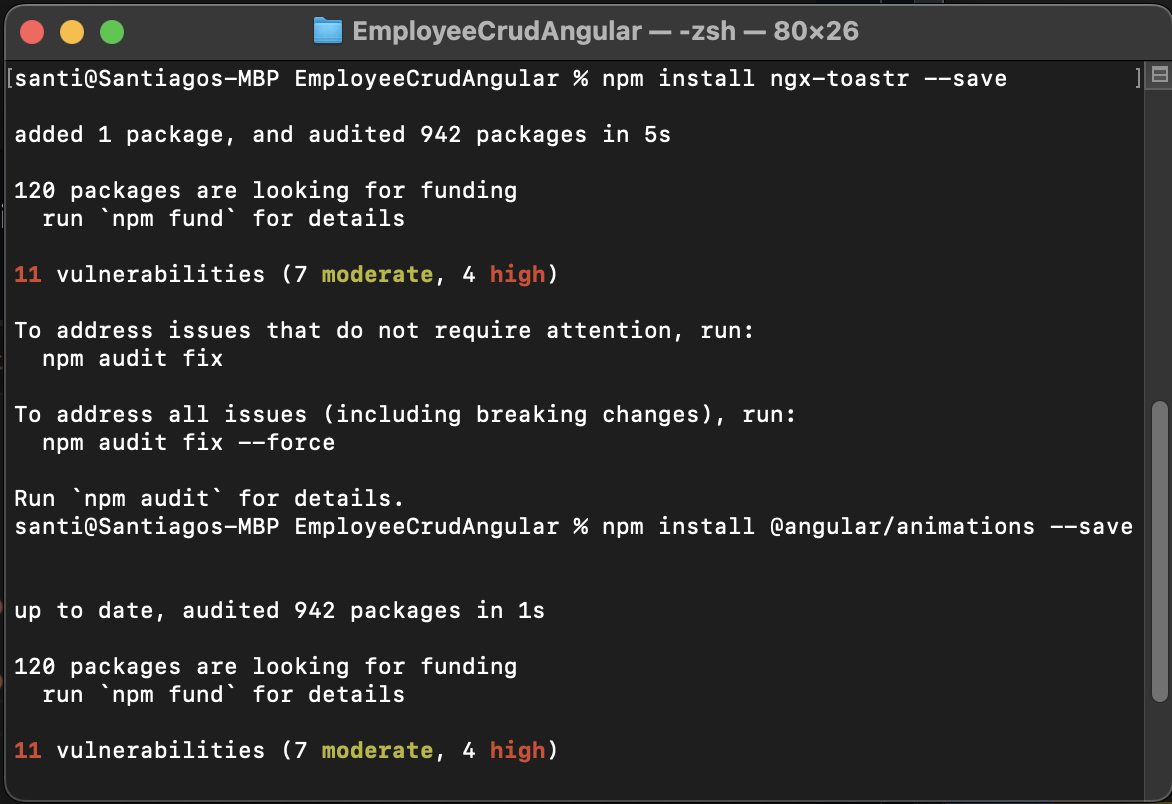 EmployeeCrudAngular — -zsh — 80×26
[santi@Santiagos-MBP EmployeeCrudAngular % npm install ngx-toastr --save ]
added 1 package, and audited 942 packages in 5s
120 packages are looking for funding
  run `npm fund` for details
11 vulnerabilities (7 moderate, 4 high)
To address issues that do not require attention, run:
  npm audit fix
To address all issues (including breaking changes), run:
  npm audit fix --force
Run `npm audit` for details.
santi@Santiagos-MBP EmployeeCrudAngular % npm install @angular/animations --save
up to date, audited 942 packages in 1s
120 packages are looking for funding
  run `npm fund` for details
11 vulnerabilities (7 moderate, 4 high)